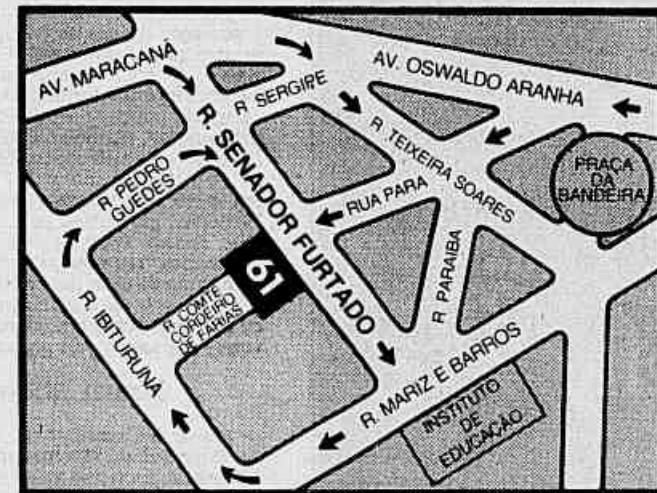 AV. MARACANÃ
AV. OSWALDO ARANHA
R. SERGIPE
R. TEIXEIRA SOARES
PRAÇA
DA
BANDEIRA
R. PEDRO
GUEDES
R. SENADOR FURTADO
RUA PARA
R. PARAIBA
61
R. COMTE
CORDEIRO
DE FARIAS
R. IBITURUNA
R. MARIZ E BARROS
INSTITUTO
DE
EDUCAÇÃO